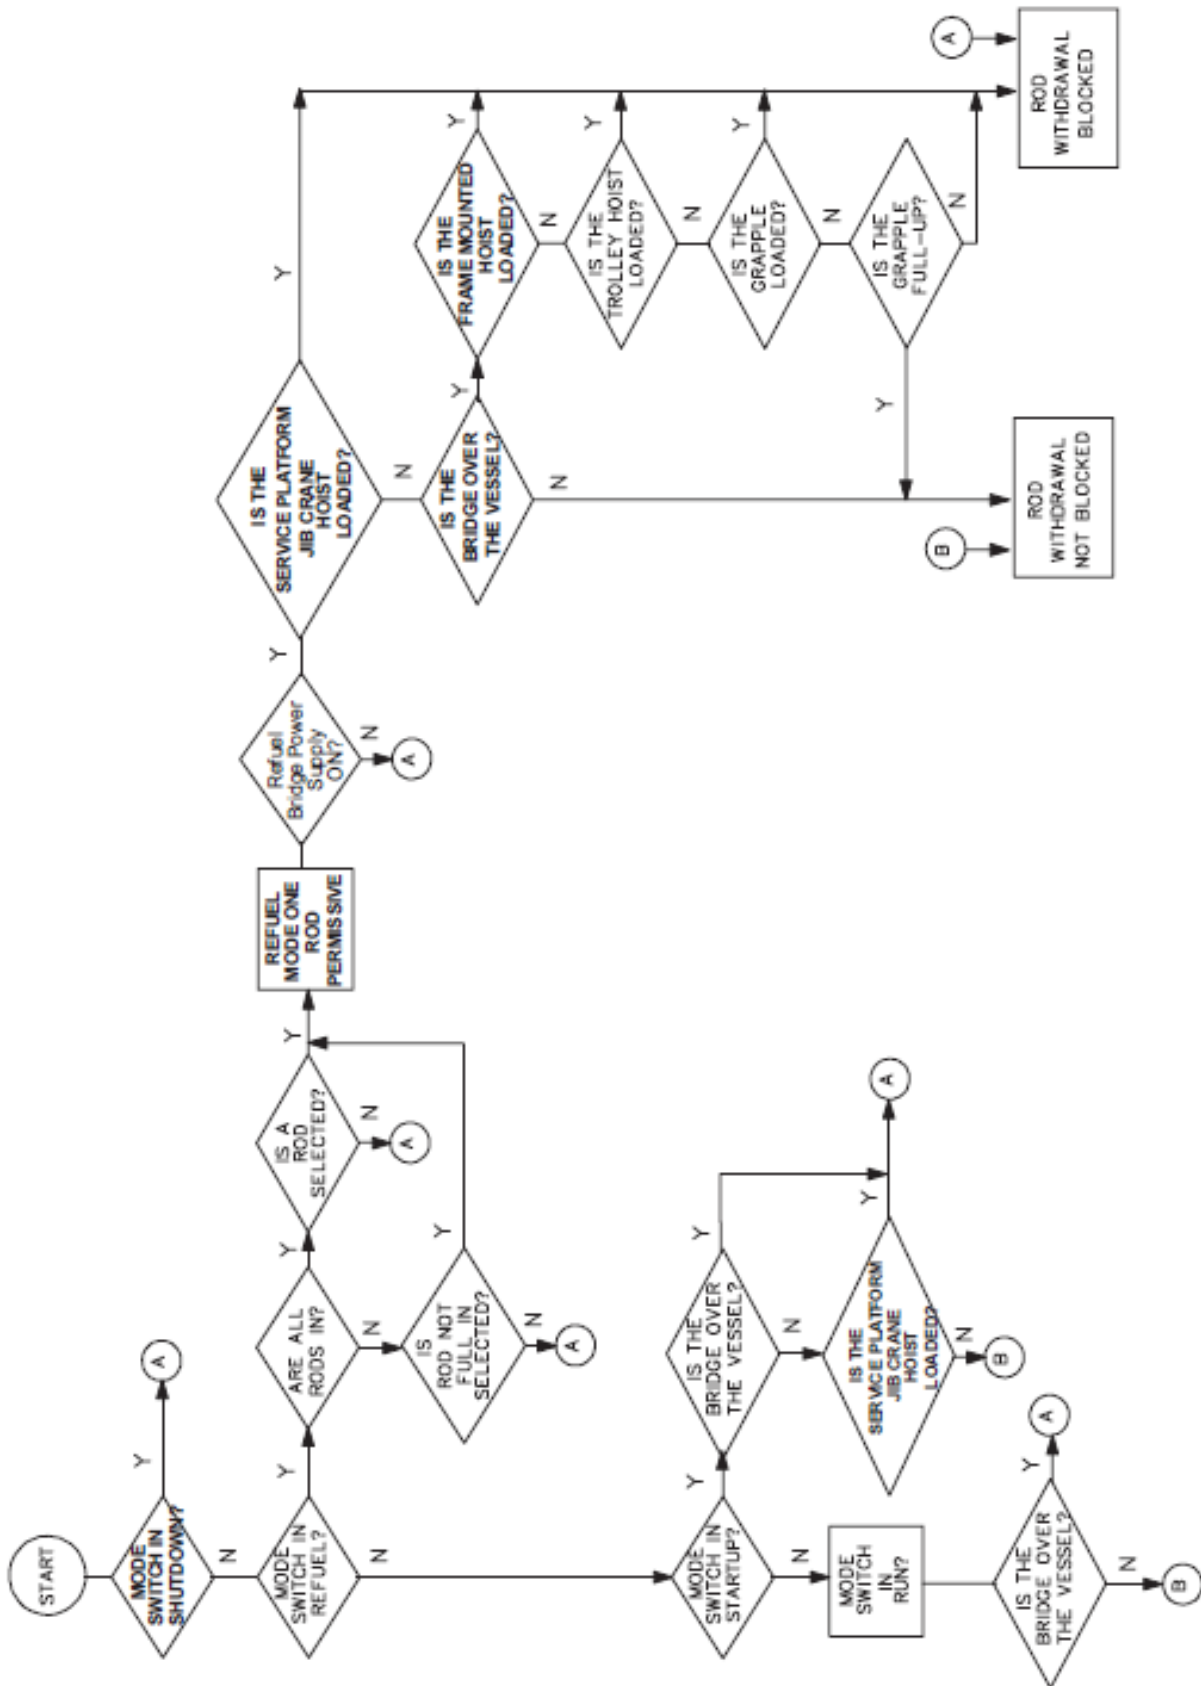 START
MODE
SWITCH IN
SHUTDOWN?
Y
A
N
MODE
SWITCH IN
REFUEL?
Y
N
ARE ALL
RODS IN?
Y
N
IS A
ROD
SELECTED?
Y
N
A
IS
ROD NOT
FULL IN
SELECTED?
Y
N
A
REFUEL
MODE ONE
ROD
PERMISSIVE
Refuel
Bridge Power
Supply
ON?
Y
N
A
IS THE
SERVICE PLATFORM
JIB CRANE
HOIST
LOADED?
Y
N
IS THE
BRIDGE OVER
THE VESSEL?
Y
N
IS THE
FRAME MOUNTED
HOIST
LOADED?
Y
N
IS THE
TROLLEY HOIST
LOADED?
Y
N
IS THE
GRAPPLE
LOADED?
Y
N
IS THE
GRAPPLE
FULL-UP?
Y
N
A
ROD
WITHDRAWAL
BLOCKED
B
ROD
WITHDRAWAL
NOT BLOCKED
MODE
SWITCH IN
STARTUP?
Y
N
IS THE
BRIDGE OVER
THE VESSEL?
Y
N
IS THE
SERVICE PLATFORM
JIB CRANE
HOIST
LOADED?
Y
A
N
B
MODE
SWITCH
IN
RUN?
IS THE
BRIDGE OVER
THE VESSEL?
Y
A
N
B